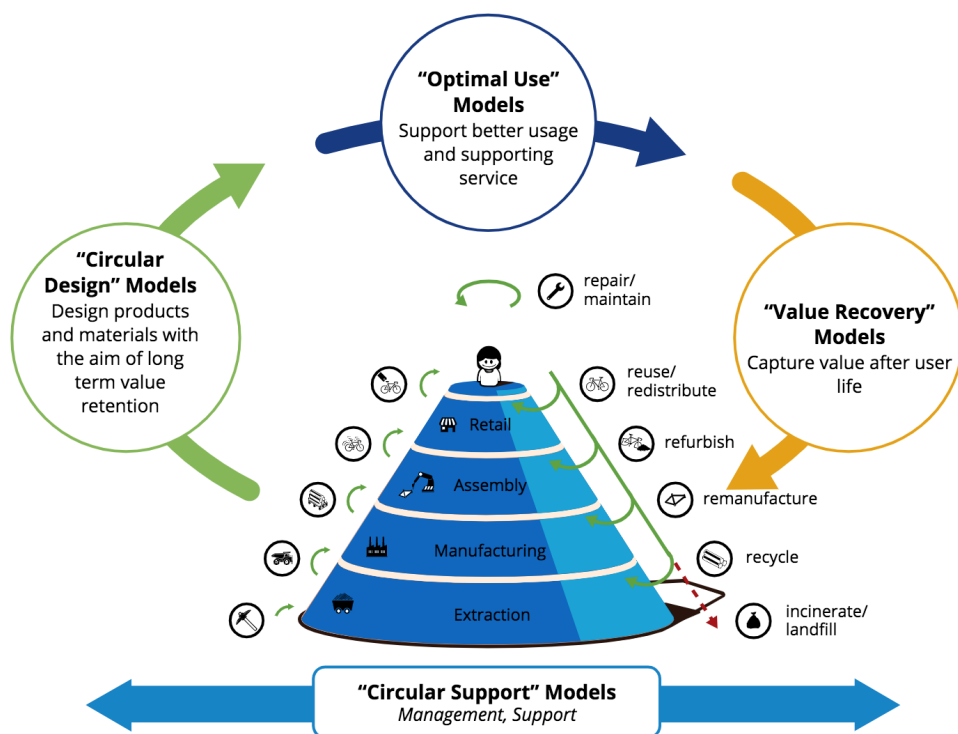 “Optimal Use”
Models
Support better usage
and supporting
service
“Circular
Design” Models
Design products
and materials with
the aim of long
term value
retention
“Value Recovery”
Models
Capture value after user
life
repair/
maintain
reuse/
redistribute
refurbish
remanufacture
recycle
incinerate/
landfill
Retail
Assembly
Manufacturing
Extraction
“Circular Support” Models
Management, Support